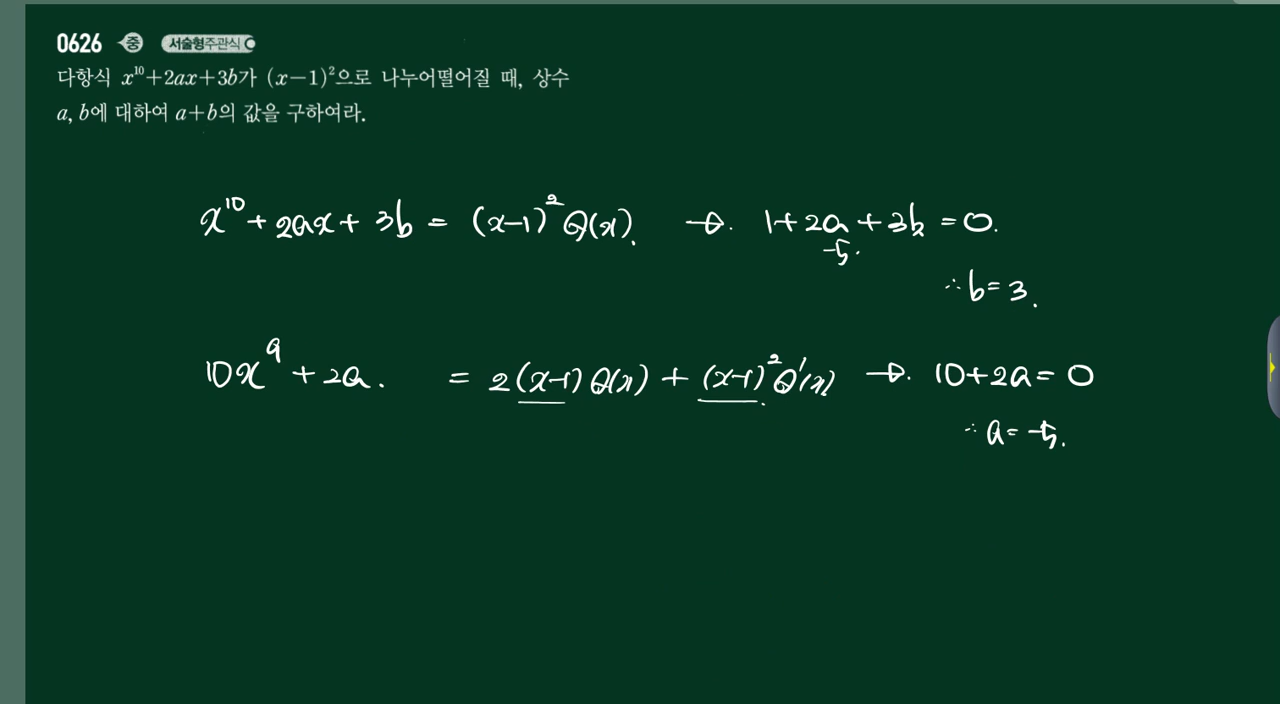 0626 중 서술형주관식
다항식 x¹⁰+2ax+3b가 (x-1)²으로 나누어떨어질 때, 상수
a, b에 대하여 a+b의 값을 구하여라.
x¹⁰ + 2ax + 3b = (x-1)² Q(x). → 1+2a+3b = 0.
-5.
∴ b = 3.
10x⁹ + 2a. = 2(x-1)Q(x) + (x-1)² Q'(x) → 10+2a = 0
∴ a = -5.